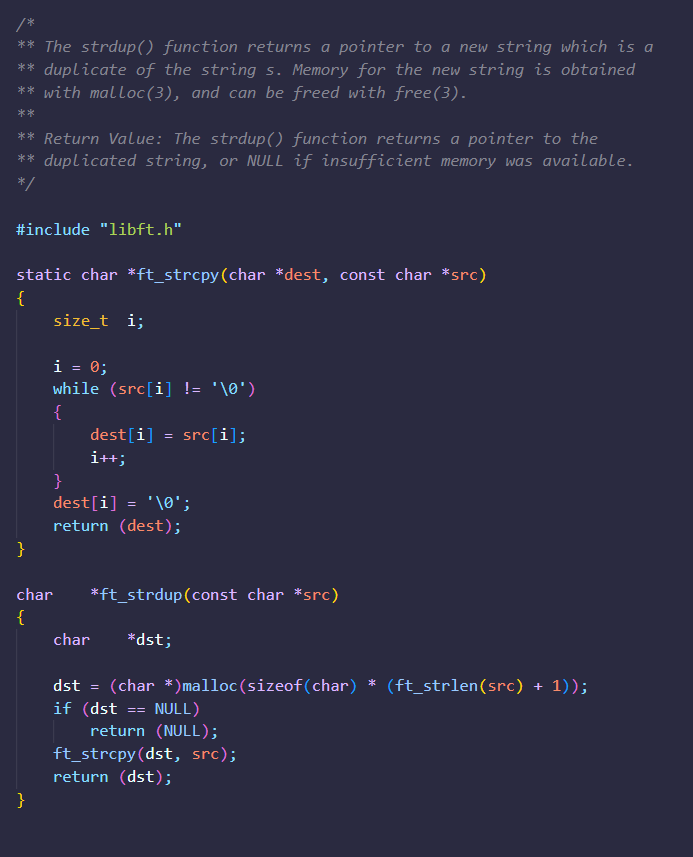 /*
** The strdup() function returns a pointer to a new string which is a
** duplicate of the string s. Memory for the new string is obtained
** with malloc(3), and can be freed with free(3).
**
** Return Value: The strdup() function returns a pointer to the
** duplicated string, or NULL if insufficient memory was available.
*/
#include "libft.h"
static char *ft_strcpy(char *dest, const char *src)
{
    size_t  i;
    i = 0;
    while (src[i] != '\0')
    {
        dest[i] = src[i];
        i++;
    }
    dest[i] = '\0';
    return (dest);
}
char    *ft_strdup(const char *src)
{
    char    *dst;
    dst = (char *)malloc(sizeof(char) * (ft_strlen(src) + 1));
    if (dst == NULL)
        return (NULL);
    ft_strcpy(dst, src);
    return (dst);
}